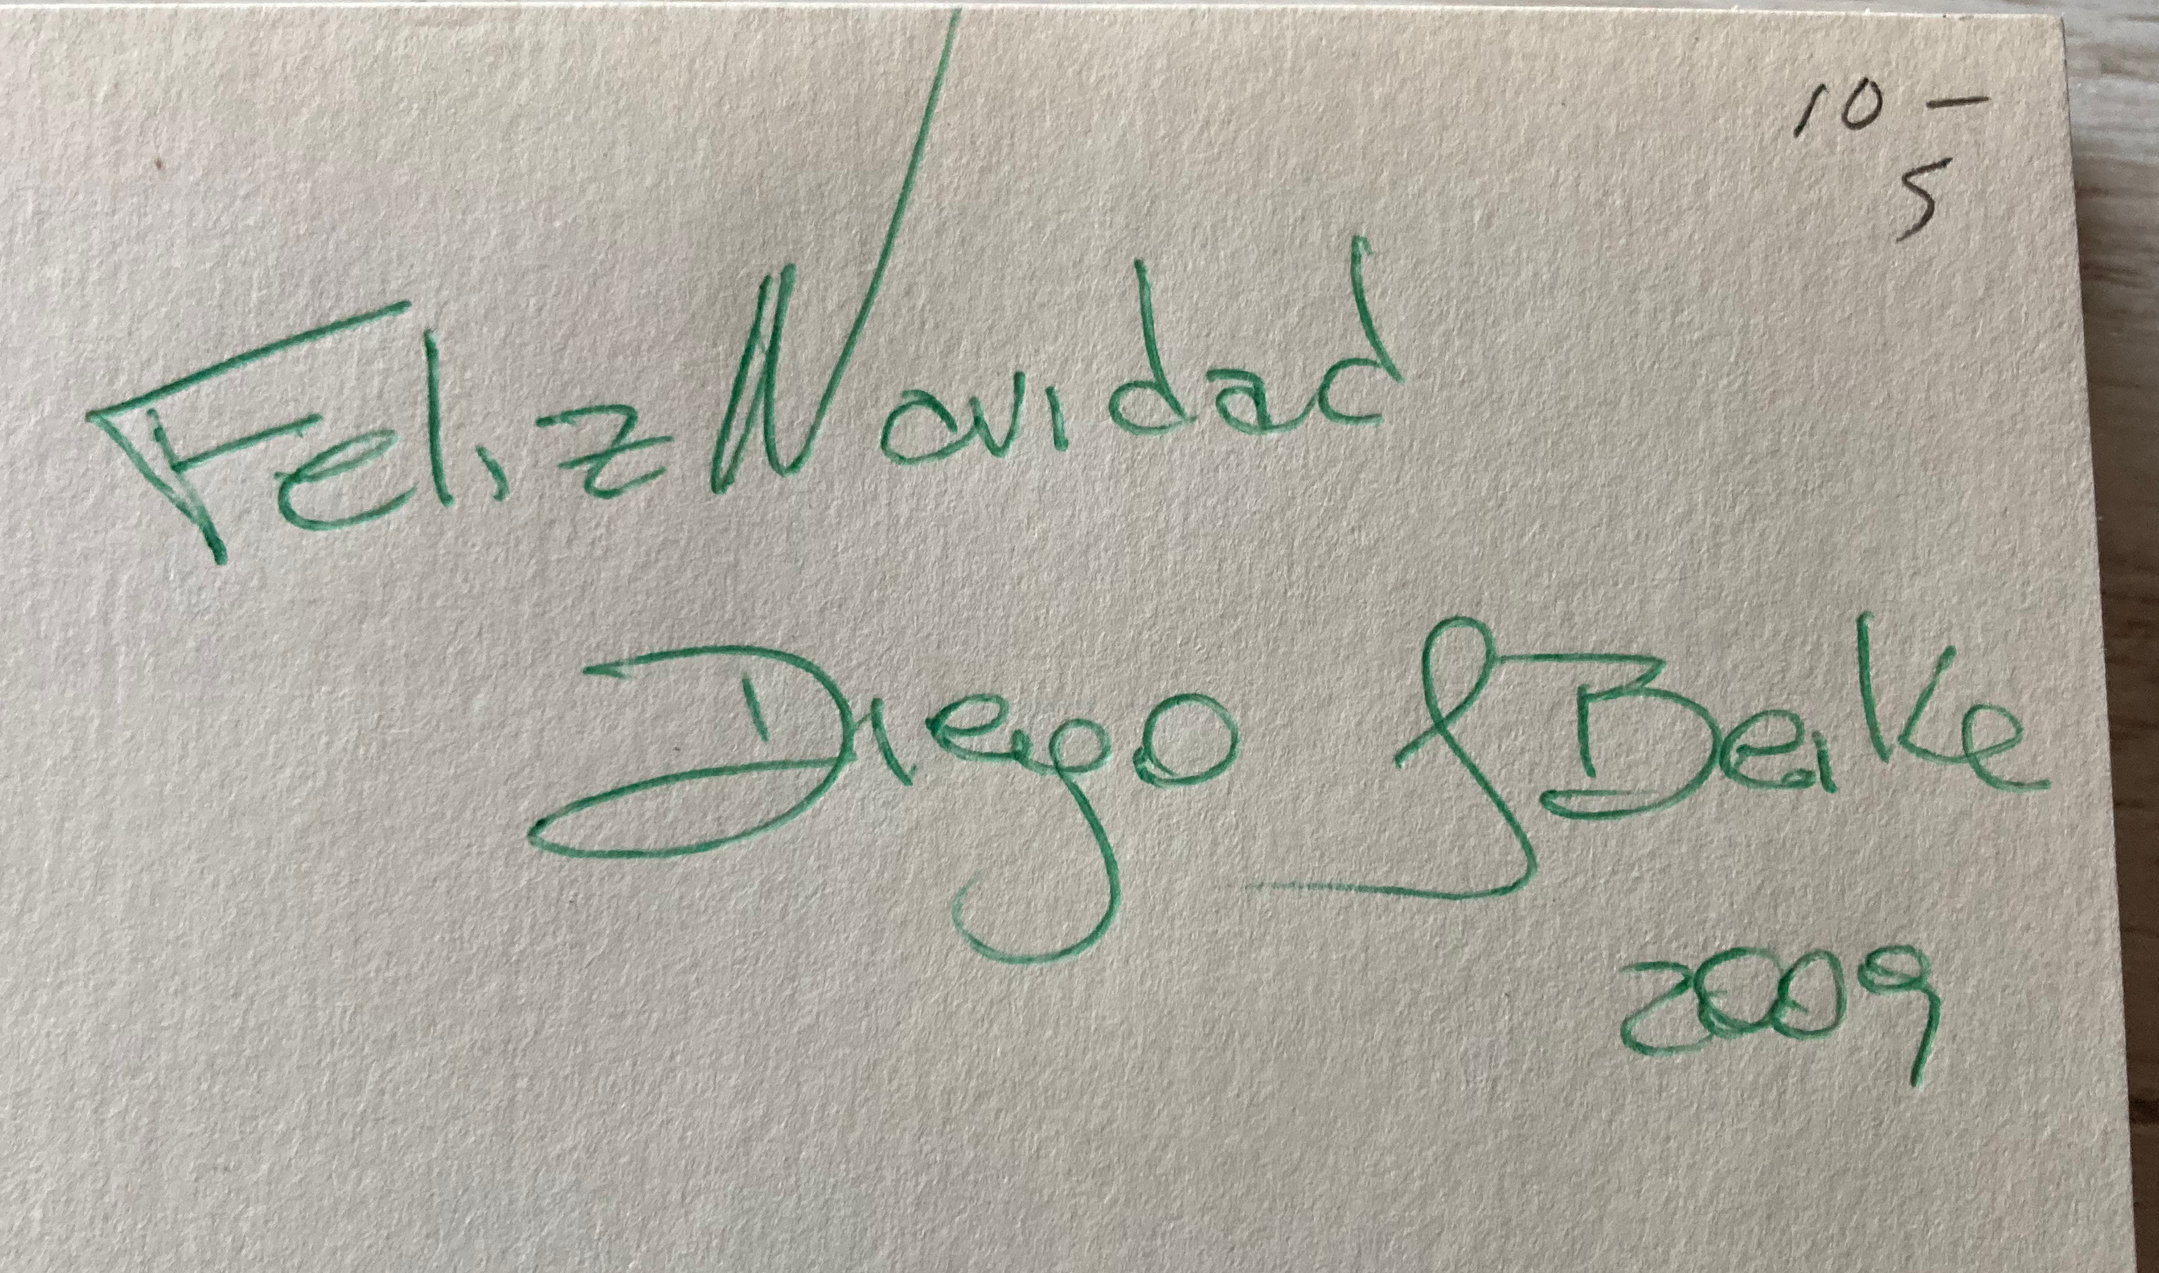 10 –
5
Feliz Navidad
Diego & Beike
2009